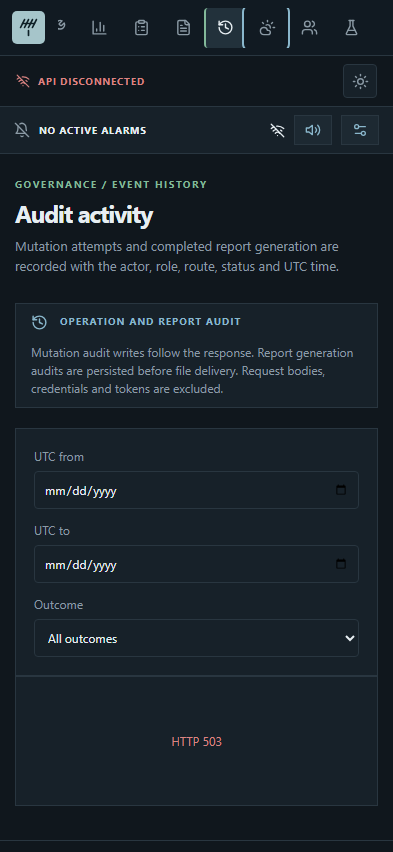 API DISCONNECTED
NO ACTIVE ALARMS
GOVERNANCE / EVENT HISTORY
Audit activity
Mutation attempts and completed report generation are
recorded with the actor, role, route, status and UTC time.
OPERATION AND REPORT AUDIT
Mutation audit writes follow the response. Report generation
audits are persisted before file delivery. Request bodies,
credentials and tokens are excluded.
UTC from
mm/dd/yyyy
UTC to
mm/dd/yyyy
Outcome
All outcomes
HTTP 503